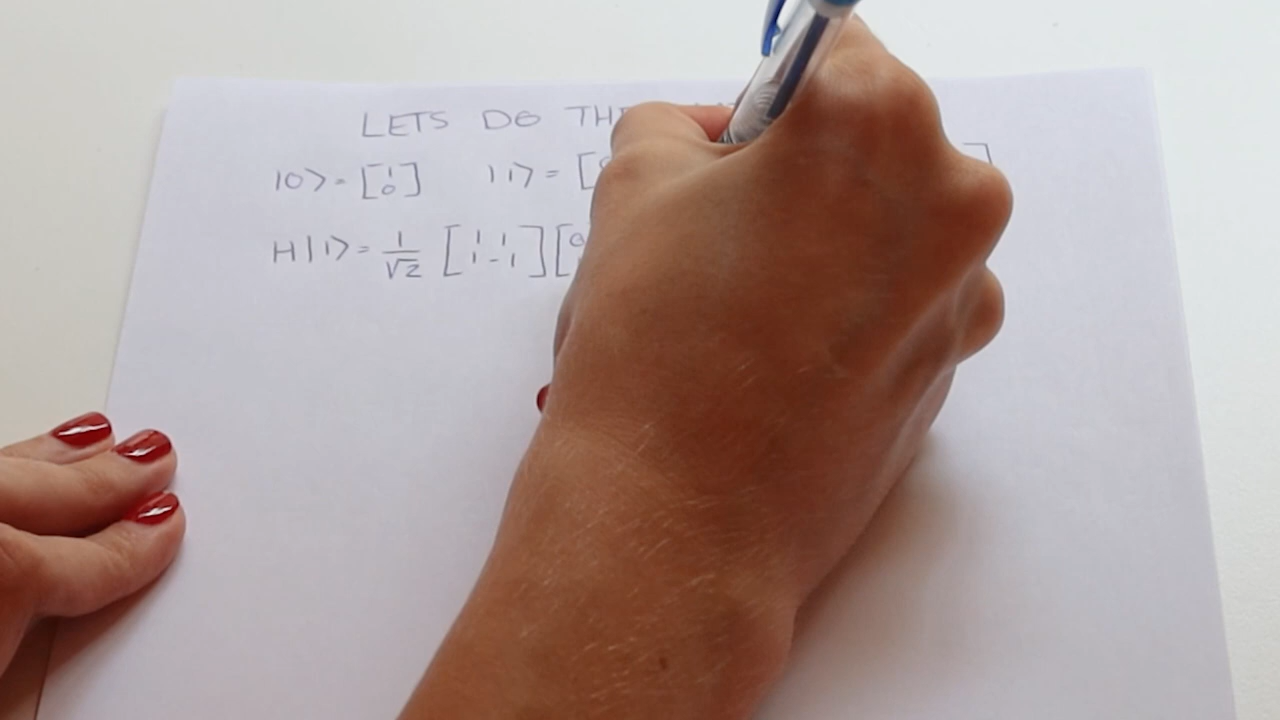 LETS DO THE
|0> = [1 0] |1> = [0 ]
H|1> = 1/√2 [1 1 1 -1] [0